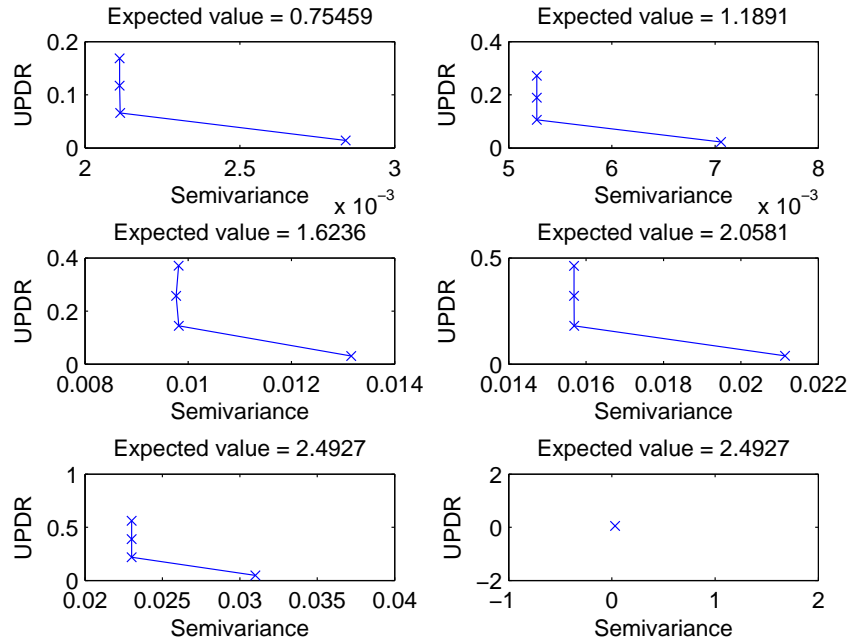 Expected value = 0.75459
UPDR
0.2
0.1
0
2
2.5
3
Semivariance
x 10⁻³
Expected value = 1.1891
UPDR
0.4
0.2
0
5
6
7
8
Semivariance
x 10⁻³
Expected value = 1.6236
UPDR
0.4
0.2
0
0.008
0.01
0.012
0.014
Semivariance
Expected value = 2.0581
UPDR
0.5
0
0.014
0.016
0.018
0.02
0.022
Semivariance
Expected value = 2.4927
UPDR
1
0.5
0
0.02
0.025
0.03
0.035
0.04
Semivariance
Expected value = 2.4927
UPDR
2
0
−2
−1
0
1
2
Semivariance